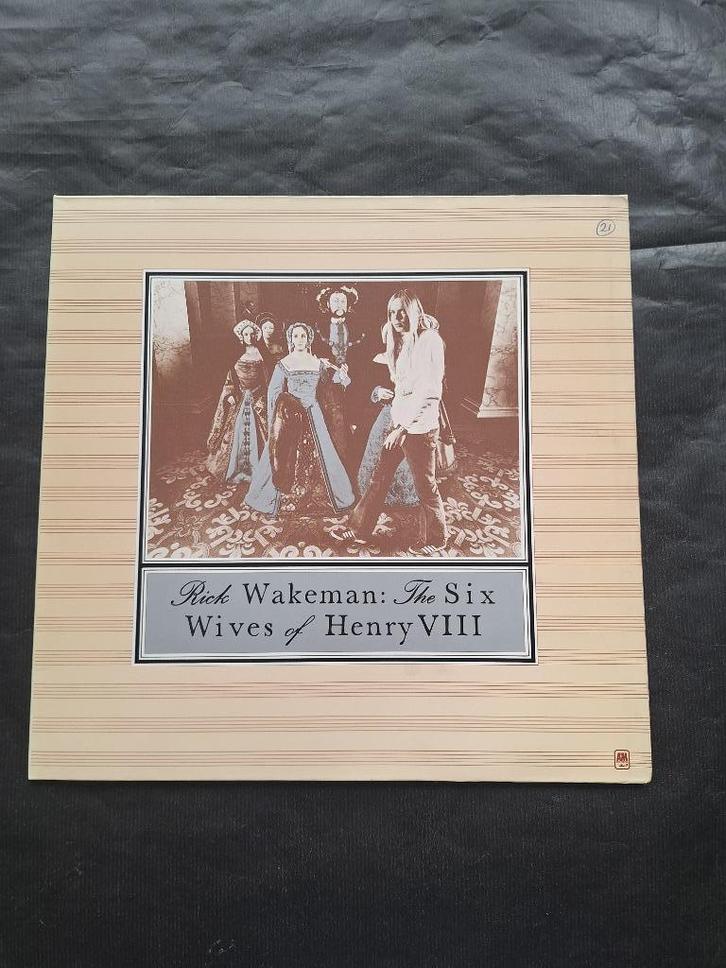 21
Rick Wakeman: The Six
Wives of Henry VIII
A&M